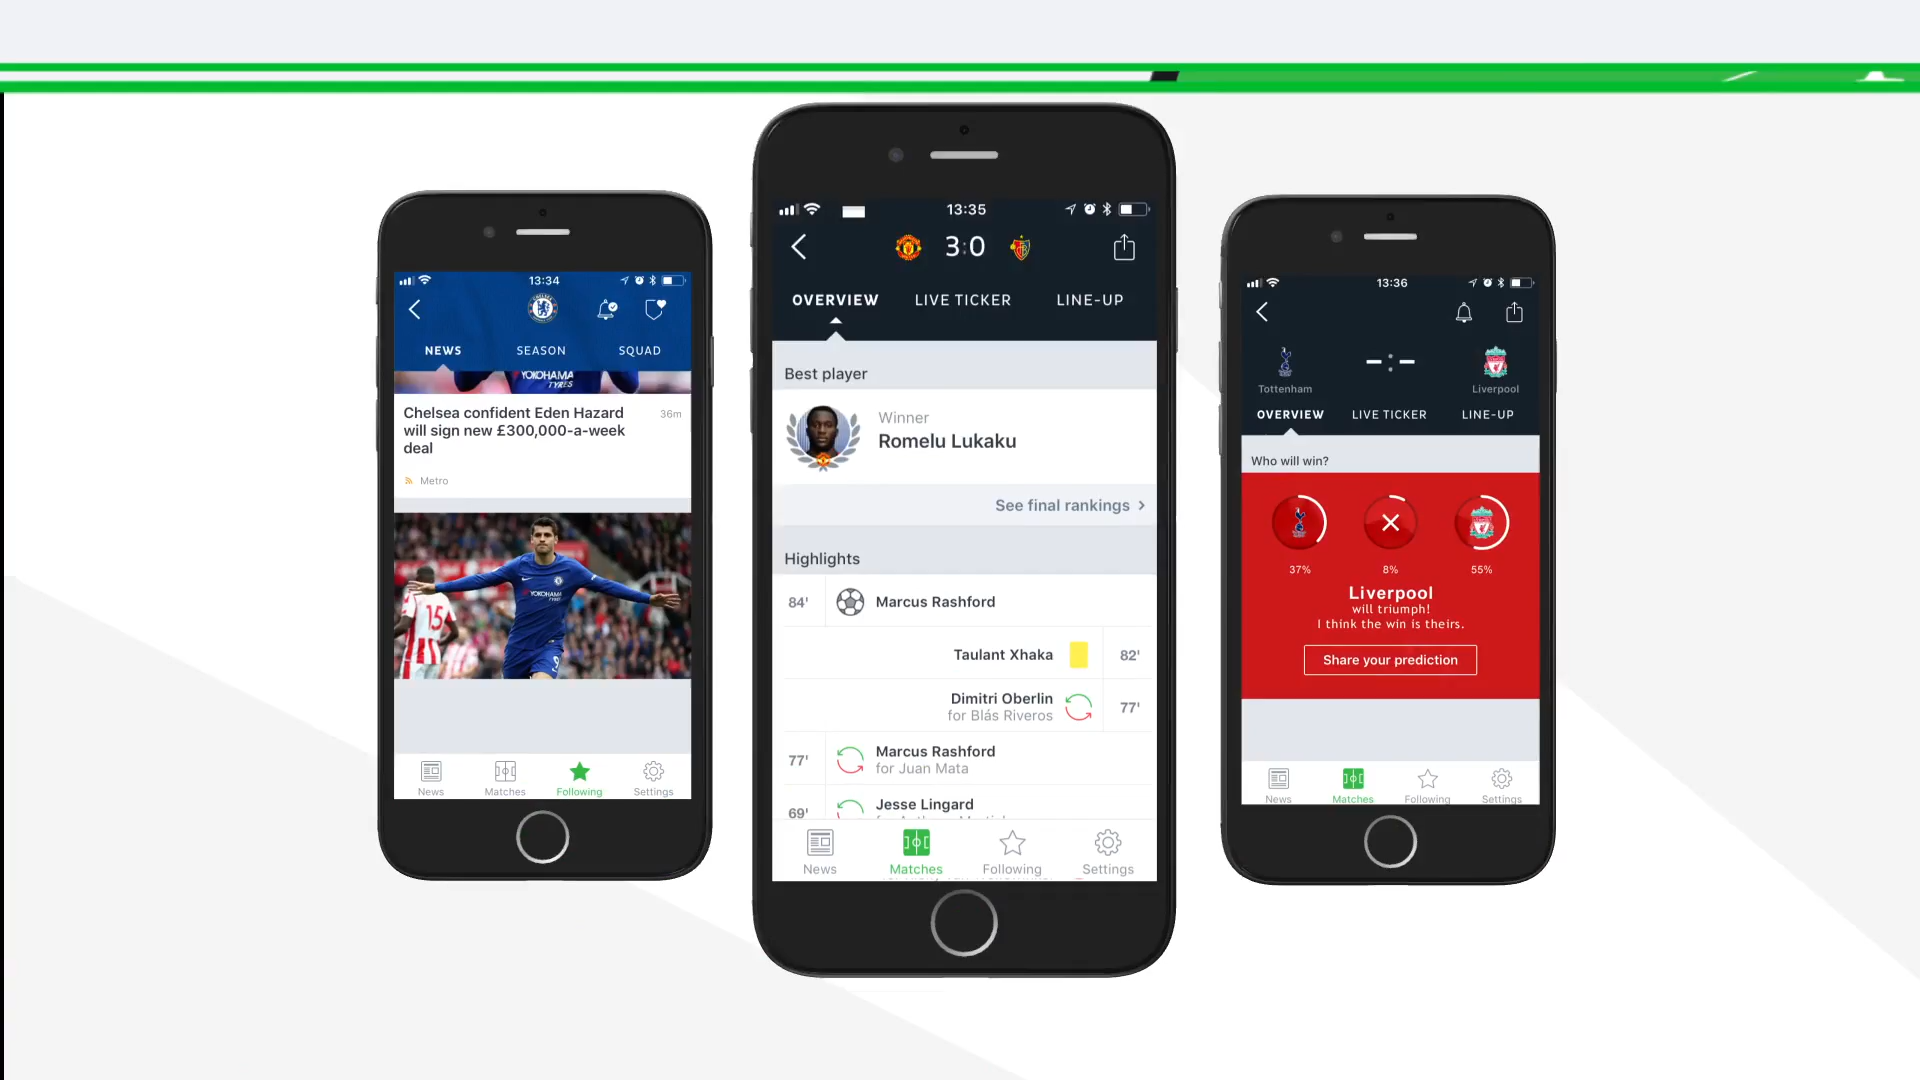 13:34
NEWS
SEASON
SQUAD
YOKOHAMA
TYRES
Chelsea confident Eden Hazard
36m
will sign new £300,000-a-week
deal
Metro
15
YOKOHAMA
9
News
Matches
Following
Settings
13:35
3:0
OVERVIEW
LIVE TICKER
LINE-UP
Best player
Winner
Romelu Lukaku
See final rankings
Highlights
84'
Marcus Rashford
Taulant Xhaka
82'
Dimitri Oberlin
for Blás Riveros
77'
Marcus Rashford
77'
for Juan Mata
Jesse Lingard
69'
News
Matches
Following
Settings
13:36
-:-
Tottenham
Liverpool
OVERVIEW
LIVE TICKER
LINE-UP
Who will win?
37%
8%
55%
Liverpool
will triumph!
I think the win is theirs.
Share your prediction
News
Matches
Following
Settings